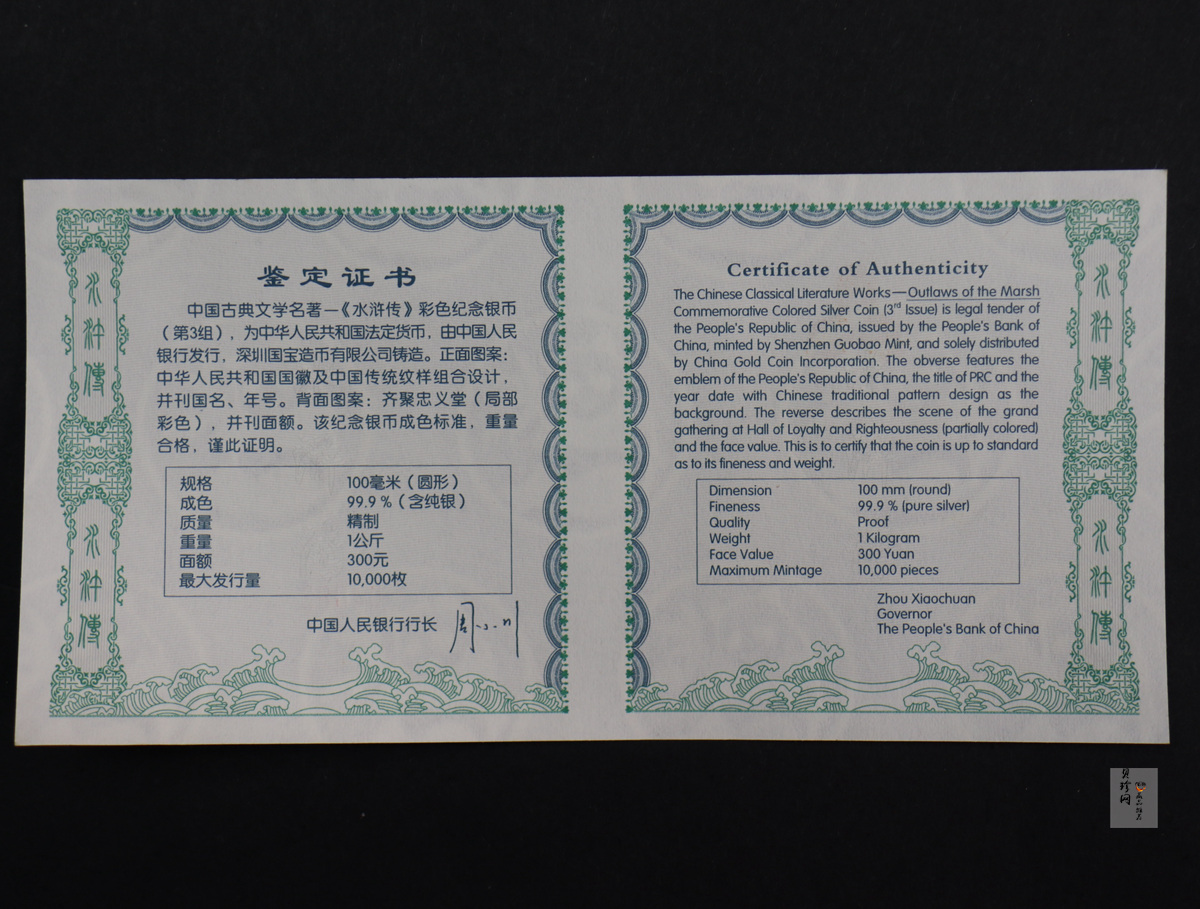 鉴定证书
中国古典文学名著—《水浒传》彩色纪念银币
（第3组），为中华人民共和国法定货币，由中国人民
银行发行，深圳国宝造币有限公司铸造。正面图案：
中华人民共和国国徽及中国传统纹样组合设计，
并刊国名、年号。背面图案：齐聚忠义堂（局部
彩色），并刊面额。该纪念银币成色标准，重量
合格，谨此证明。
规格 100毫米（圆形）
成色 99.9％（含纯银）
质量 精制
重量 1公斤
面额 300元
最大发行量 10,000枚
中国人民银行行长 周小川
水浒傳
水浒傳
Certificate of Authenticity
The Chinese Classical Literature Works—Outlaws of the Marsh
Commemorative Colored Silver Coin (3rd Issue) is legal tender of
the People's Republic of China, issued by the People's Bank of
China, minted by Shenzhen Guobao Mint, and solely distributed
by China Gold Coin Incorporation. The obverse features the
emblem of the People's Republic of China, the title of PRC and the
year date with Chinese traditional pattern design as the
background. The reverse describes the scene of the grand
gathering at Hall of Loyalty and Righteousness (partially colored)
and the face value. This is to certify that the coin is up to standard
as to its fineness and weight.
Dimension 100 mm (round)
Fineness 99.9 % (pure silver)
Quality Proof
Weight 1 Kilogram
Face Value 300 Yuan
Maximum Mintage 10,000 pieces
Zhou Xiaochuan
Governor
The People's Bank of China
水浒傳
水浒傳
贝珍网